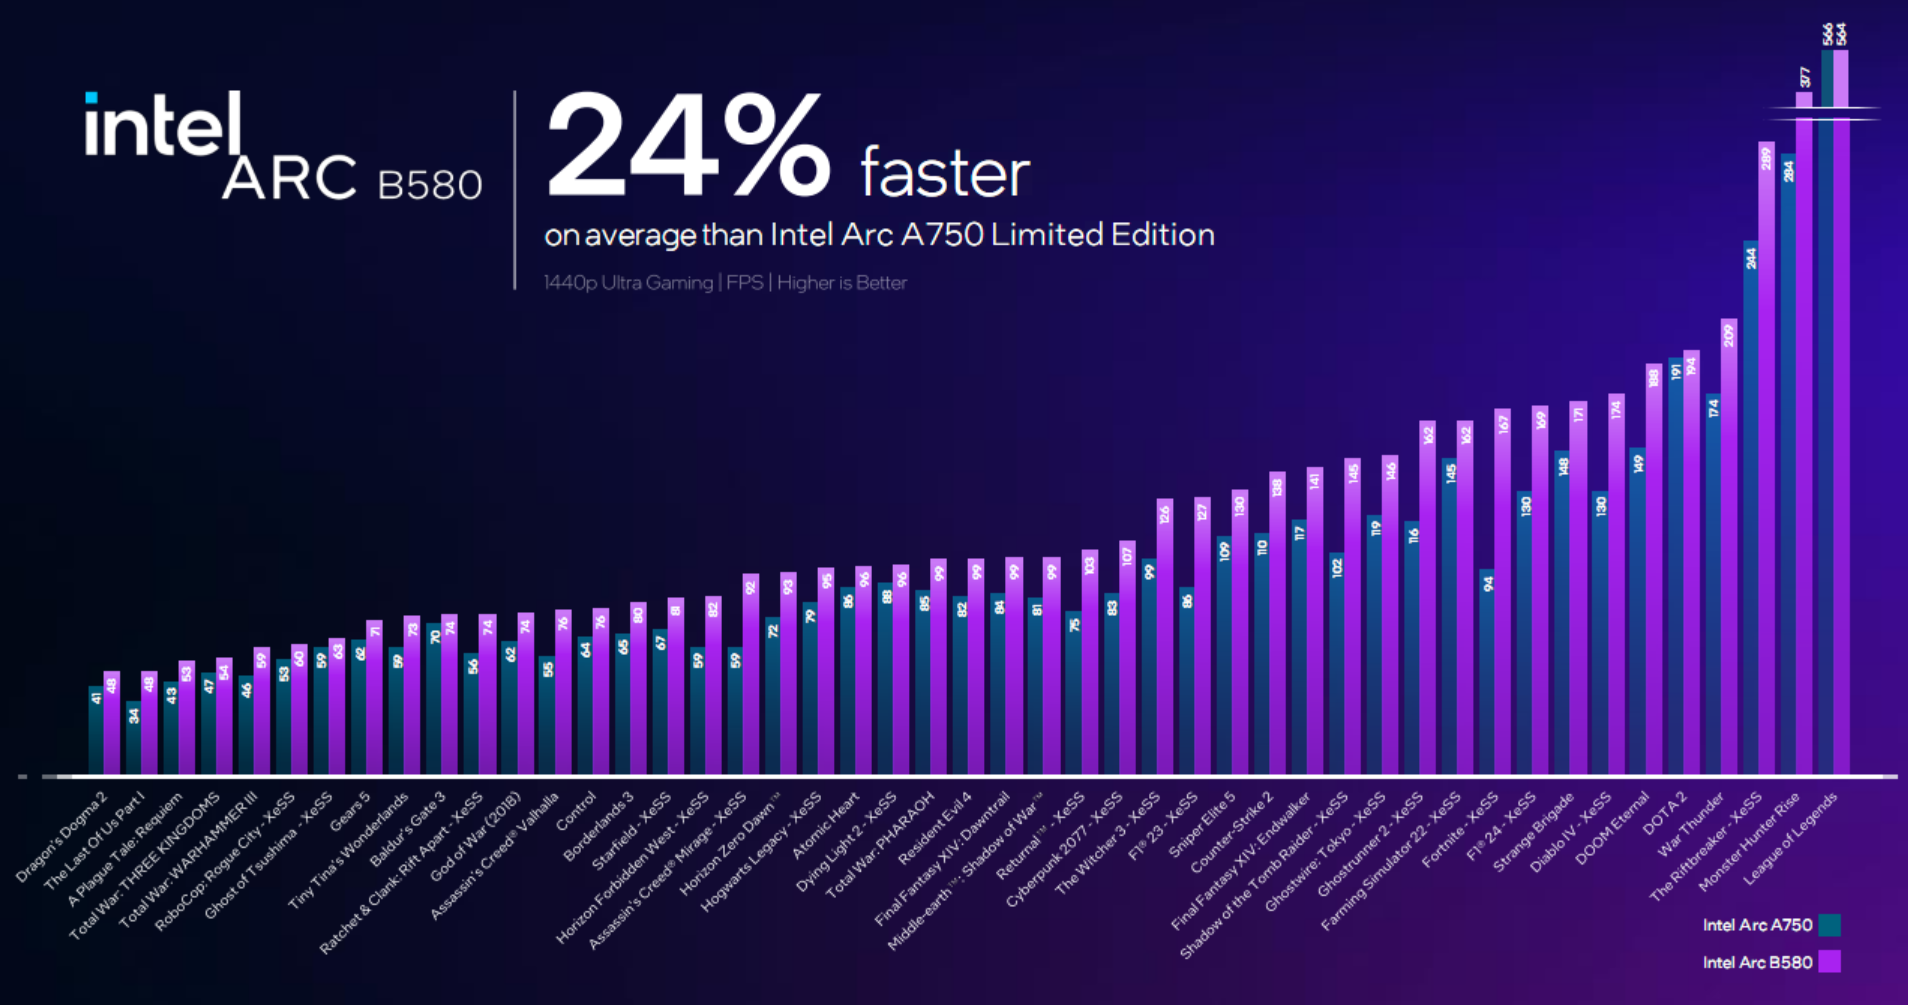 intel
ARC B580
24% faster
on average than Intel Arc A750 Limited Edition
1440p Ultra Gaming | FPS | Higher is Better
41 48
34 48
43 53
47 54
46 59
53 60
59 63
62 71
59 73
70 74
56 74
62 74
55 76
64 76
65 80
67 81
59 82
59 92
72 93
79 95
86 96
88 96
85 99
82 99
84 99
81 99
75 103
83 107
99 126
86 127
109 130
110 138
117 141
102 145
119 146
116 162
145 162
94 167
130 169
148 171
130 174
149 188
191 194
174 209
244 289
284 377
566 564
Dragon's Dogma 2
The Last Of Us Part I
A Plague Tale: Requiem
Total War: THREE KINGDOMS
Total War: WARHAMMER III
RoboCop: Rogue City - XeSS
Ghost of Tsushima - XeSS
Gears 5
Tiny Tina's Wonderlands
Baldur's Gate 3
Ratchet & Clank: Rift Apart - XeSS
God of War (2018)
Assassin's Creed® Valhalla
Control
Borderlands 3
Starfield - XeSS
Horizon Forbidden West - XeSS
Assassin's Creed® Mirage - XeSS
Horizon Zero Dawn™
Hogwarts Legacy - XeSS
Atomic Heart
Dying Light 2 - XeSS
Total War: PHARAOH
Resident Evil 4
Final Fantasy XIV: Dawntrail
Middle-earth™: Shadow of War™
Returnal™ - XeSS
Cyberpunk 2077 - XeSS
The Witcher 3 - XeSS
F1® 23 - XeSS
Sniper Elite 5
Counter-Strike 2
Final Fantasy XIV: Endwalker
Shadow of the Tomb Raider - XeSS
Ghostwire: Tokyo - XeSS
Ghostrunner 2 - XeSS
Farming Simulator 22 - XeSS
Fortnite - XeSS
F1® 24 - XeSS
Strange Brigade
Diablo IV - XeSS
DOOM Eternal
DOTA 2
War Thunder
The Riftbreaker - XeSS
Monster Hunter Rise
League of Legends
Intel Arc A750
Intel Arc B580